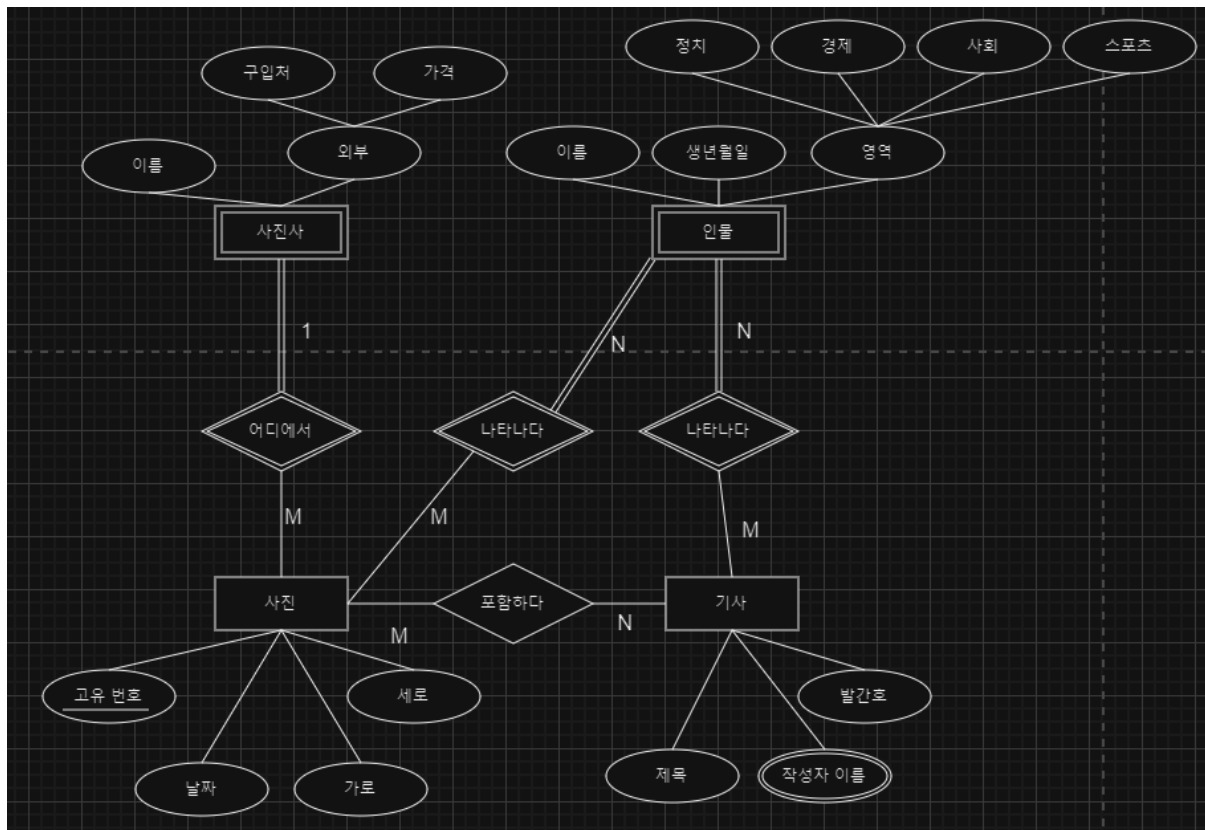 정치
경제
사회
스포츠
구입처
가격
이름
외부
이름
생년월일
영역
사진사
인물
1
N
N
어디에서
나타나다
나타나다
M
M
M
사진
포함하다
기사
M
N
고유 번호
세로
발간호
날짜
가로
제목
작성자 이름